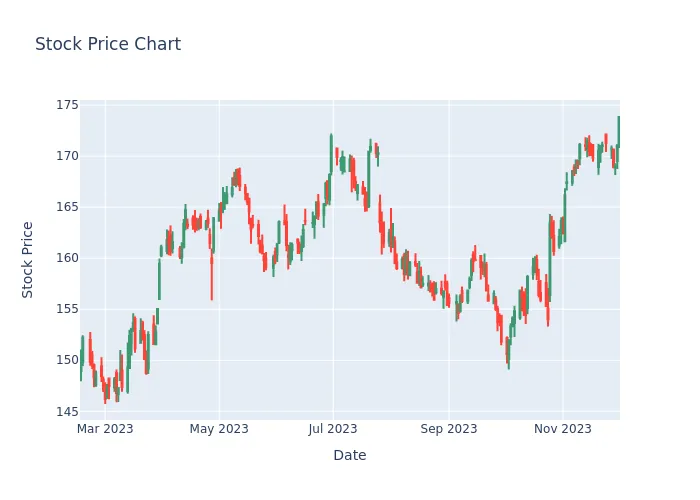 Stock Price Chart
175
170
165
160
155
150
145
Stock Price
Mar 2023
May 2023
Jul 2023
Sep 2023
Nov 2023
Date